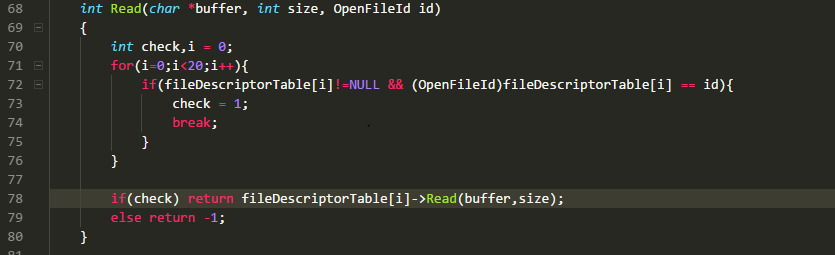 68 int Read(char *buffer, int size, OpenFileId id)
69 {
70 int check,i = 0;
71 for(i=0;i<20;i++){
72 if(fileDescriptorTable[i]!=NULL && (OpenFileId)fileDescriptorTable[i] == id){
73 check = 1;
74 break;
75 }
76 }
77
78 if(check) return fileDescriptorTable[i]->Read(buffer,size);
79 else return -1;
80 }